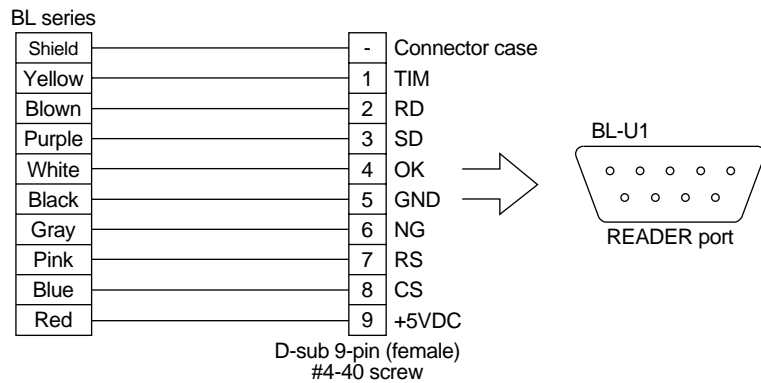 BL series
Shield - Connector case
Yellow 1 TIM
Blown 2 RD
Purple 3 SD
White 4 OK
Black 5 GND
Gray 6 NG
Pink 7 RS
Blue 8 CS
Red 9 +5VDC
D-sub 9-pin (female)
#4-40 screw
BL-U1
READER port